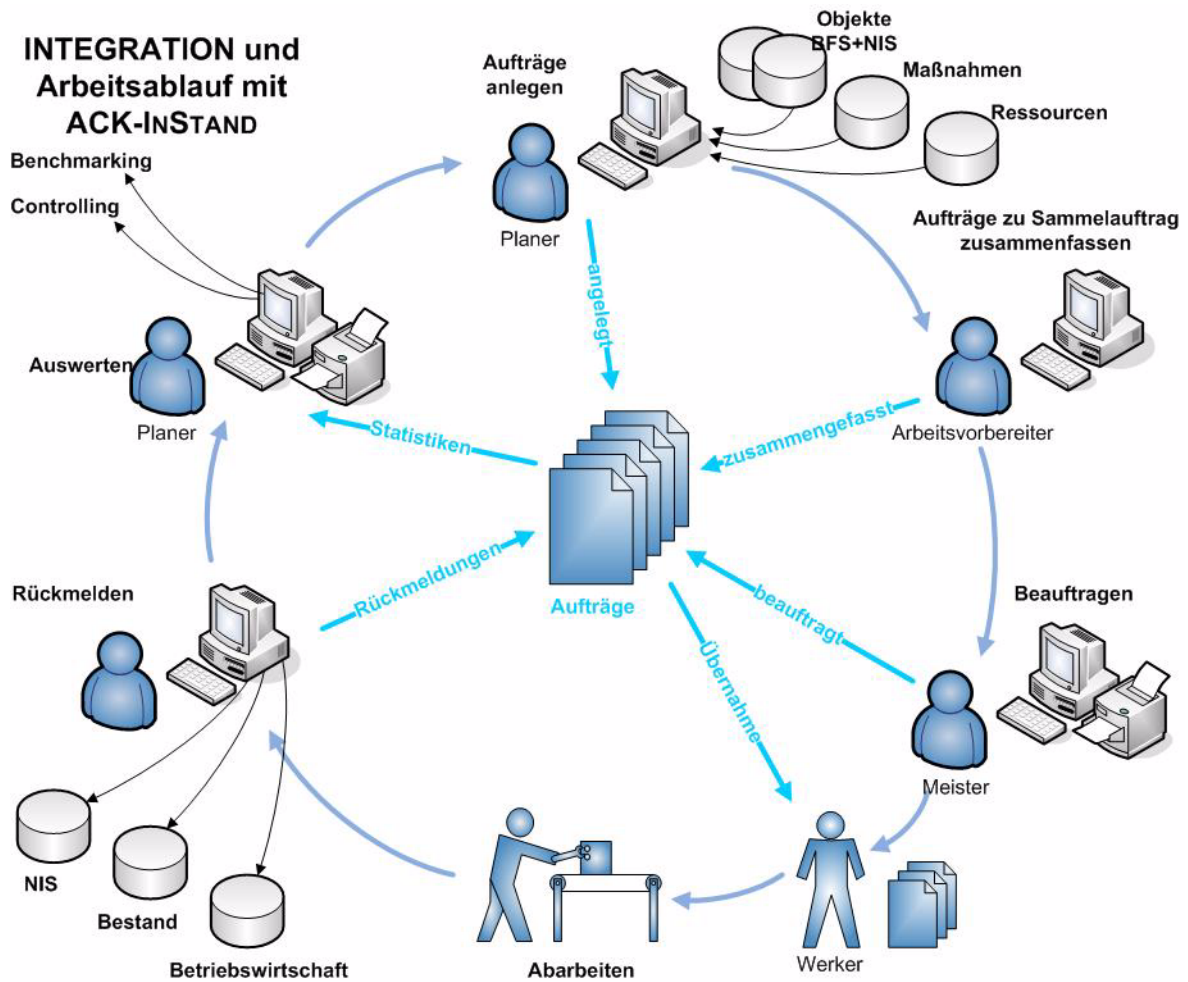 INTEGRATION und
Arbeitsablauf mit
ACK-INSTAND
Benchmarking
Controlling
Aufträge
anlegen
Objekte
BFS+NIS
Maßnahmen
Ressourcen
Planer
Aufträge zu Sammelauftrag
zusammenfassen
Arbeitsvorbereiter
Auswerten
Planer
angelegt
Statistiken
zusammengefasst
Aufträge
Rückmeldungen
beauftragt
Übernahme
Rückmelden
Beauftragen
Meister
NIS
Bestand
Betriebswirtschaft
Abarbeiten
Werker